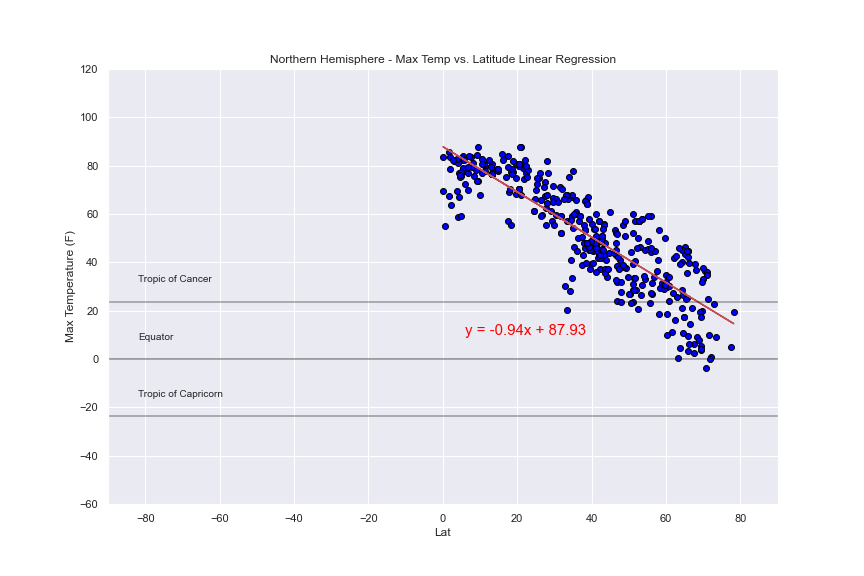 Northern Hemisphere - Max Temp vs. Latitude Linear Regression
120
100
80
60
40
20
0
−20
−40
−60
Max Temperature (F)
Tropic of Cancer
Equator
Tropic of Capricorn
y = -0.94x + 87.93
−80 −60 −40 −20 0 20 40 60 80
Lat